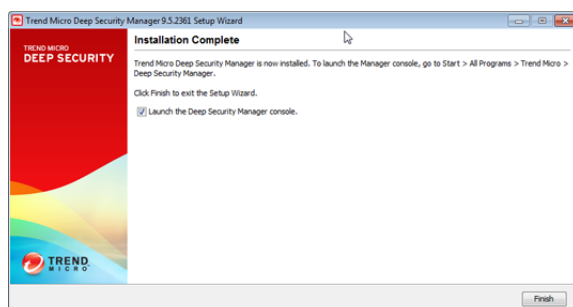 Trend Micro Deep Security Manager 9.5.2361 Setup Wizard
TREND MICRO
DEEP SECURITY
Installation Complete
Trend Micro Deep Security Manager is now installed. To launch the Manager console, go to Start > All Programs > Trend Micro >
Deep Security Manager.
Click Finish to exit the Setup Wizard.
Launch the Deep Security Manager console.
TREND
MICRO
Finish